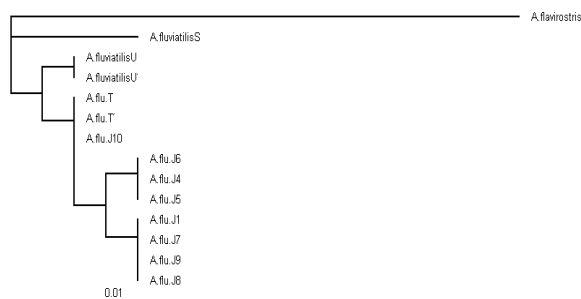 A.flavirostris
A.fluviatilisS
A.fluviatilisU
A.fluviatilisU'
A.flu.T
A.flu.T'
A.flu.J10
A.flu.J6
A.flu.J4
A.flu.J5
A.flu.J1
A.flu.J7
A.flu.J9
A.flu.J8
0.01